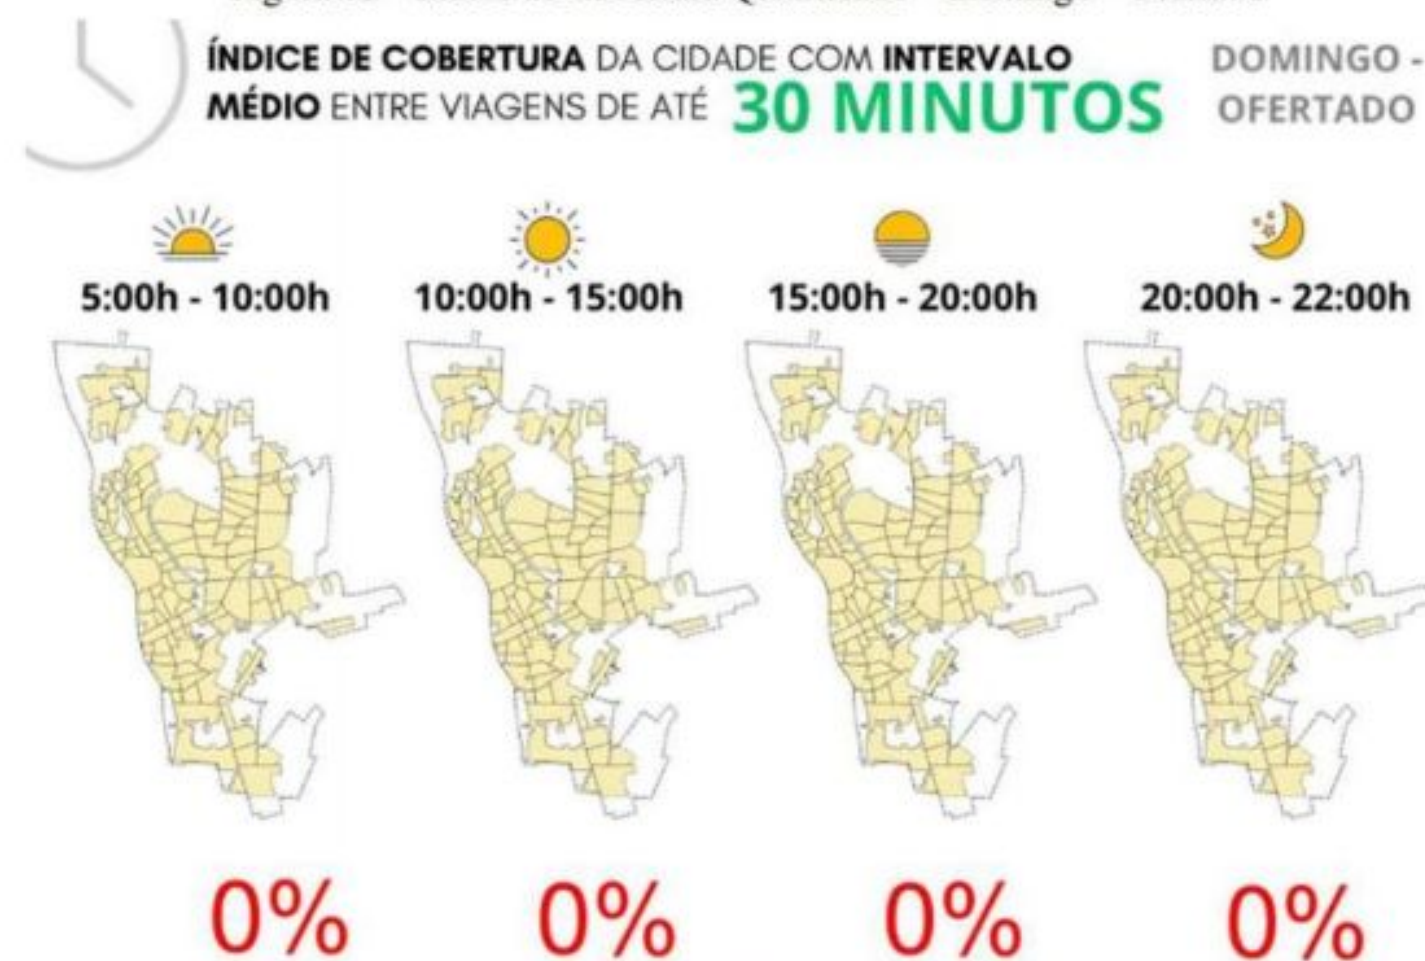 ÍNDICE DE COBERTURA DA CIDADE COM INTERVALO
MÉDIO ENTRE VIAGENS DE ATÉ 30 MINUTOS
DOMINGO -
OFERTADO
5:00h - 10:00h
10:00h - 15:00h
15:00h - 20:00h
20:00h - 22:00h
0%
0%
0%
0%